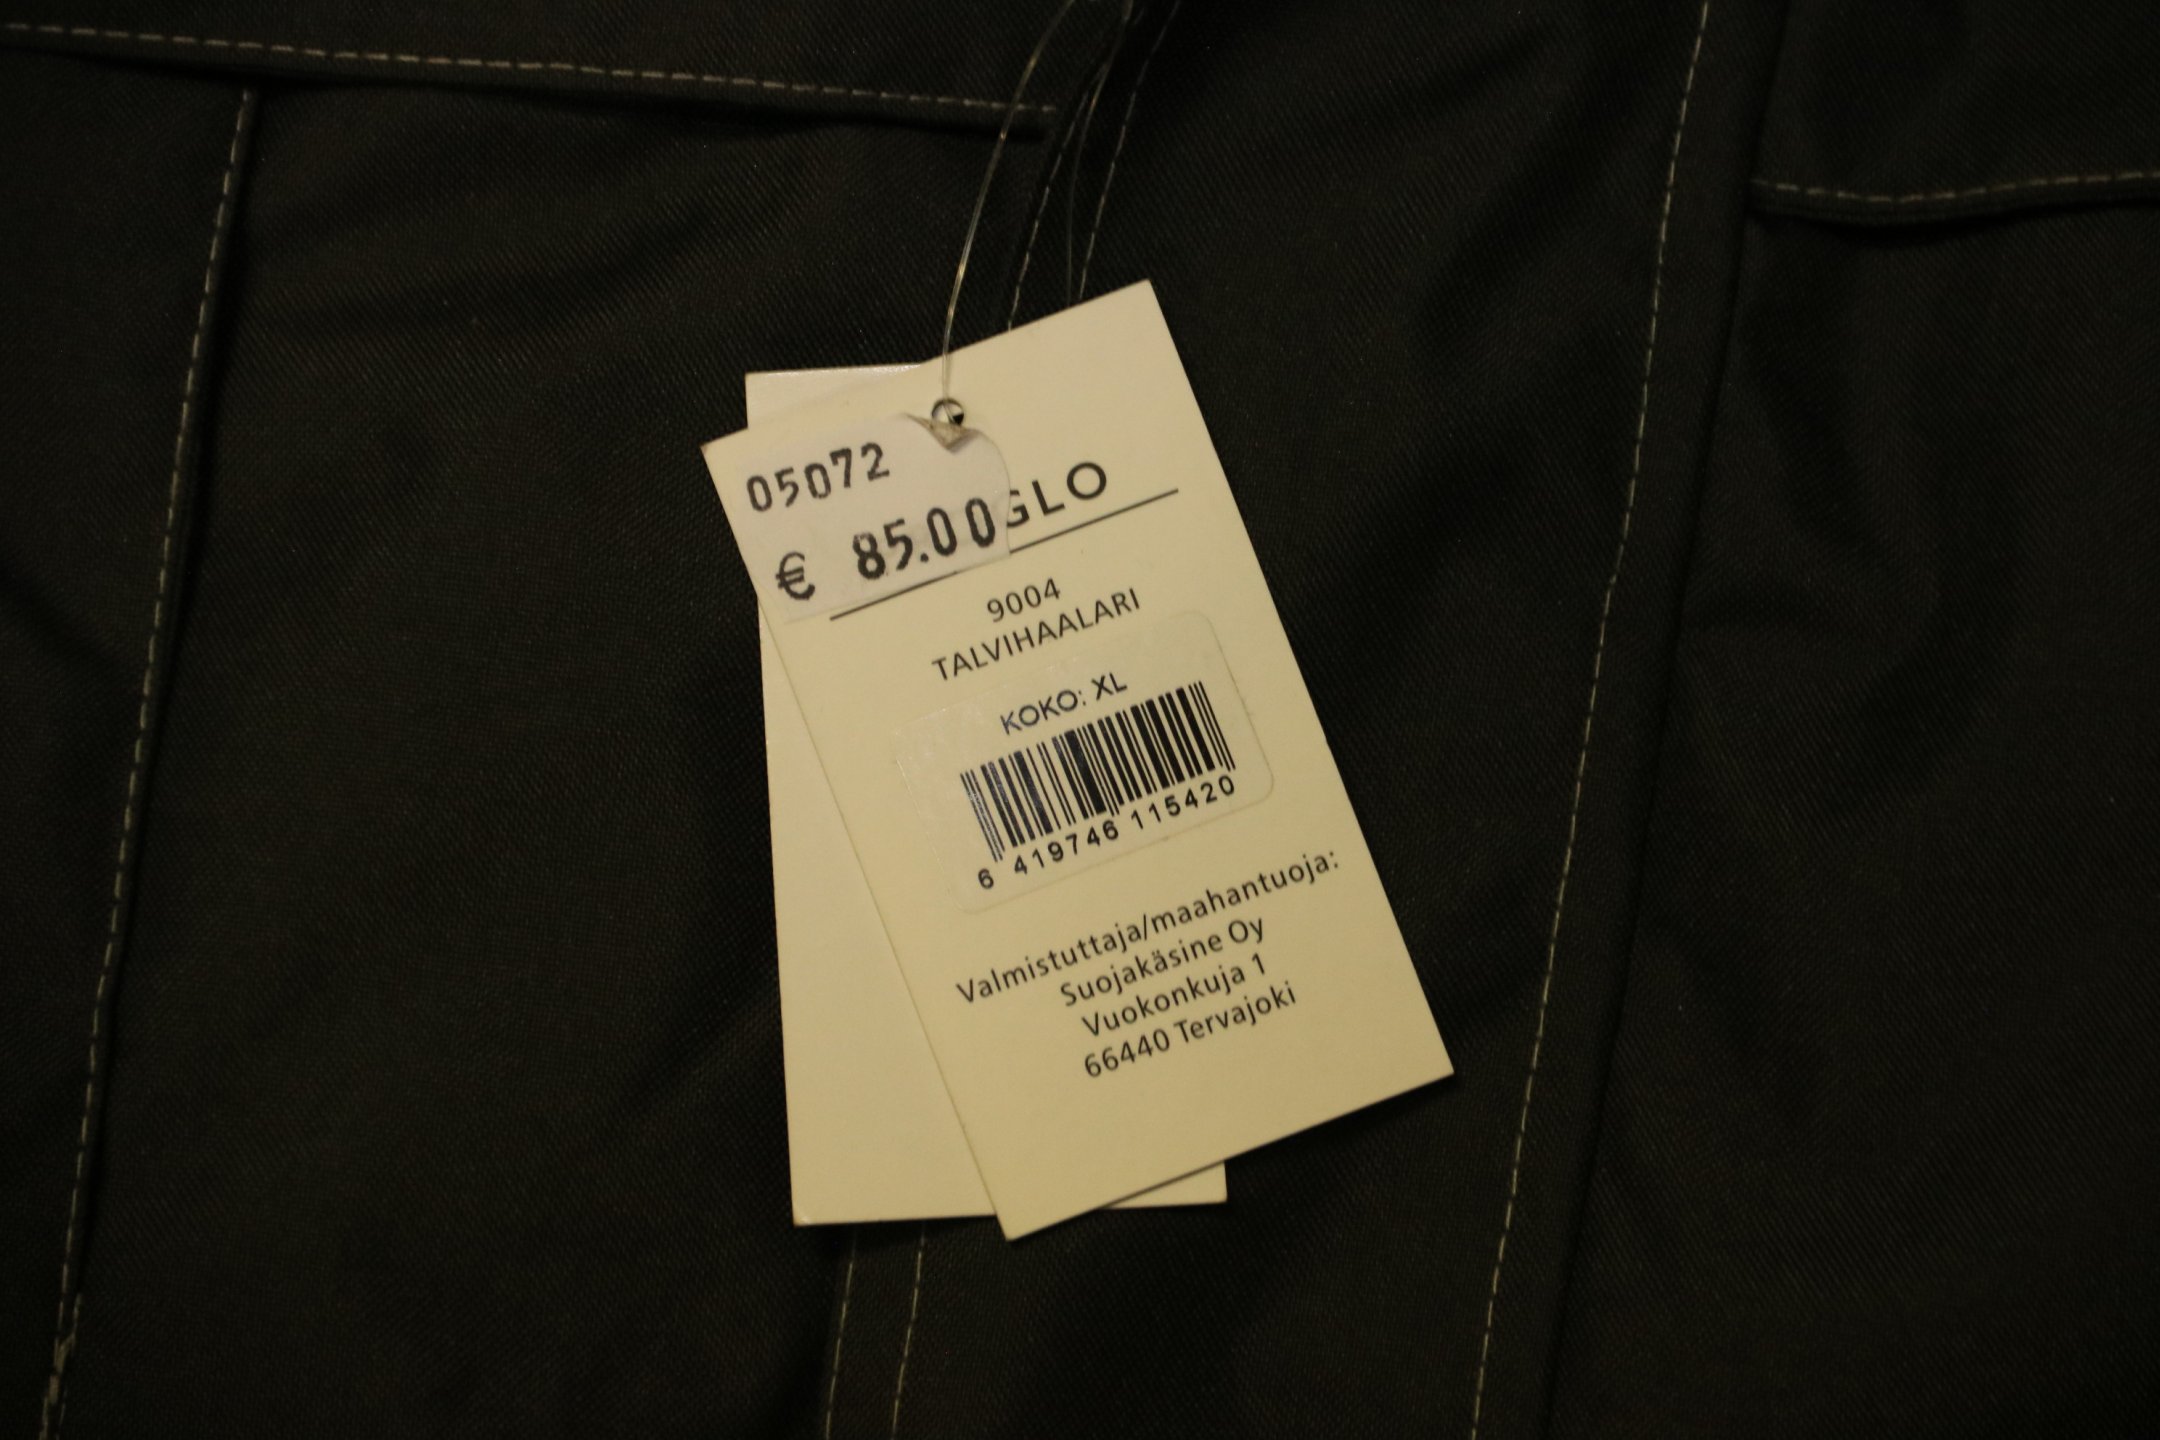 05072
€ 85.00
GLO
9004
TALVIHAALARI
KOKO: XL
6 419746 115420
Valmistuttaja/maahantuoja:
Suojakäsine Oy
Vuokonkuja 1
66440 Tervajoki